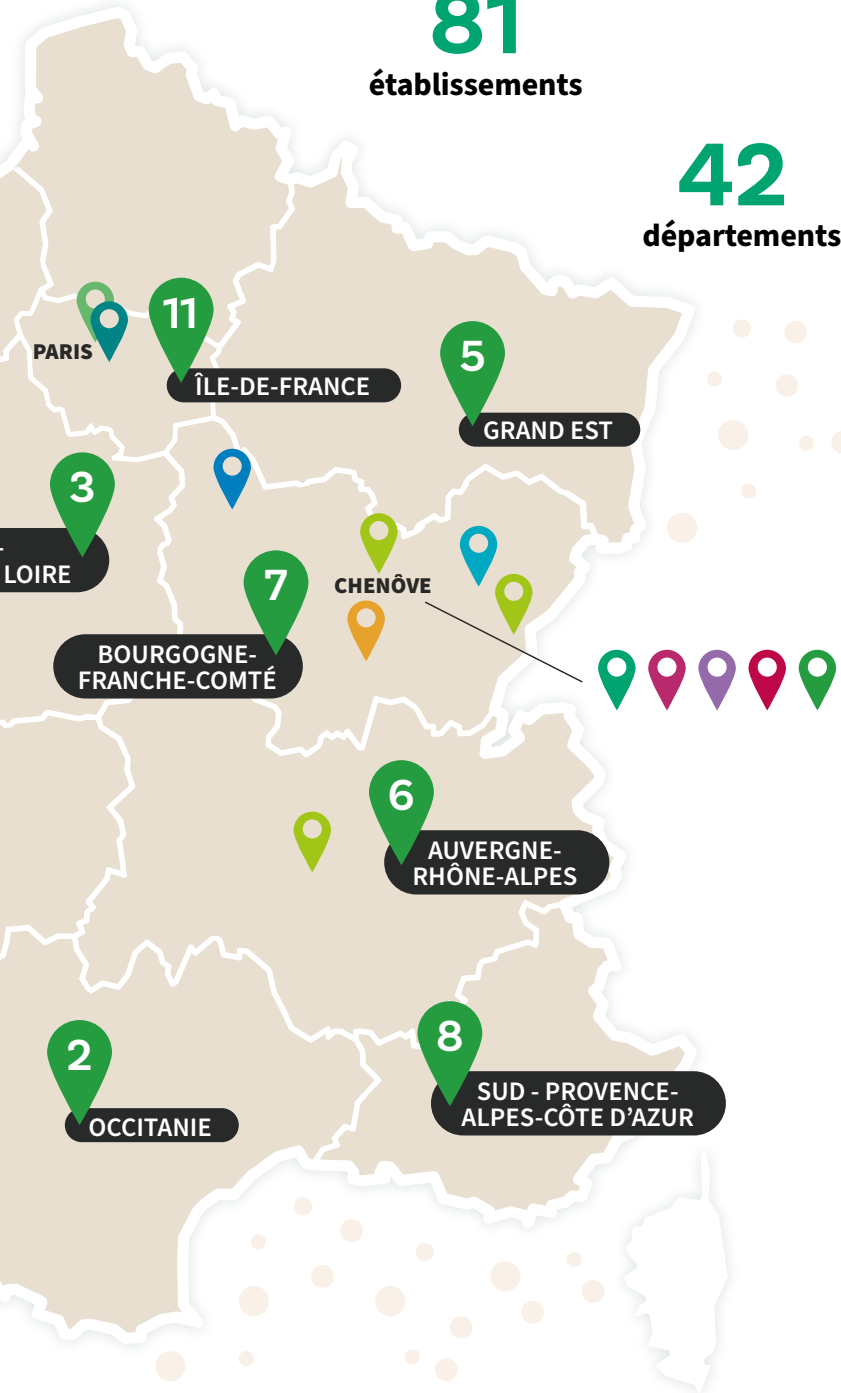 81
établissements
42
départements
11
PARIS
ÎLE-DE-FRANCE
5
GRAND EST
3
LOIRE
CHENÔVE
7
BOURGOGNE-
FRANCHE-COMTÉ
6
AUVERGNE-
RHÔNE-ALPES
8
SUD - PROVENCE-
ALPES-CÔTE D’AZUR
2
OCCITANIE